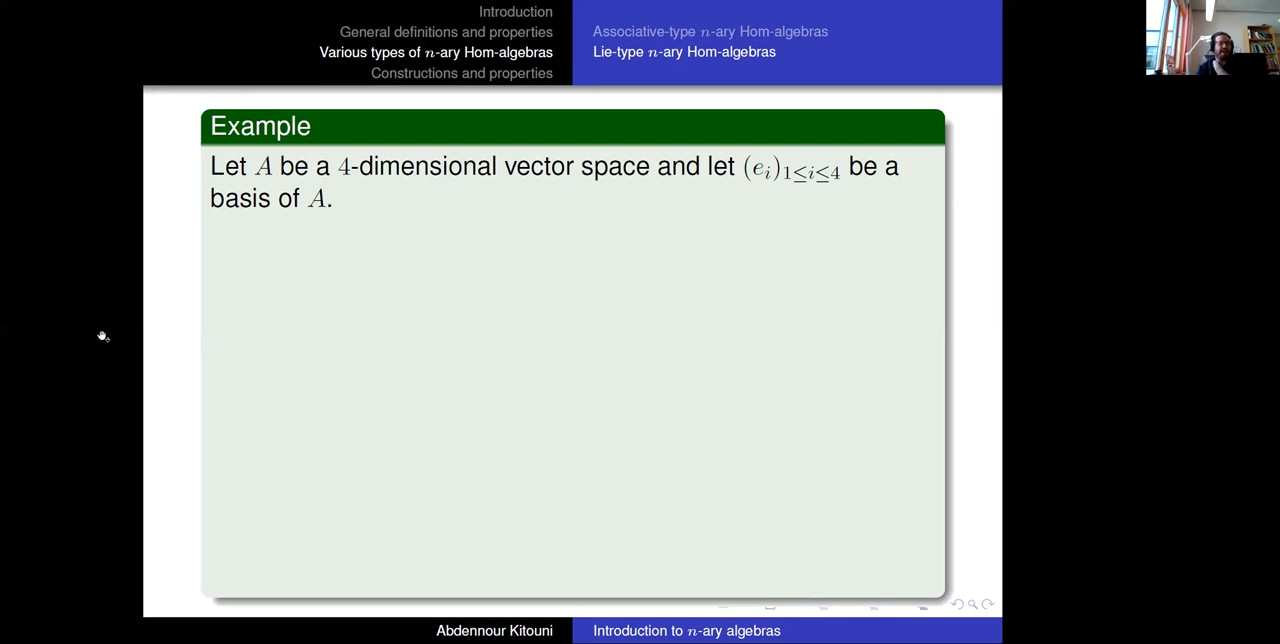 Introduction
General definitions and properties
Various types of n-ary Hom-algebras
Constructions and properties
Associative-type n-ary Hom-algebras
Lie-type n-ary Hom-algebras
Example
Let A be a 4-dimensional vector space and let (e_i)_{1≤i≤4} be a
basis of A.
Abdennour Kitouni
Introduction to n-ary algebras